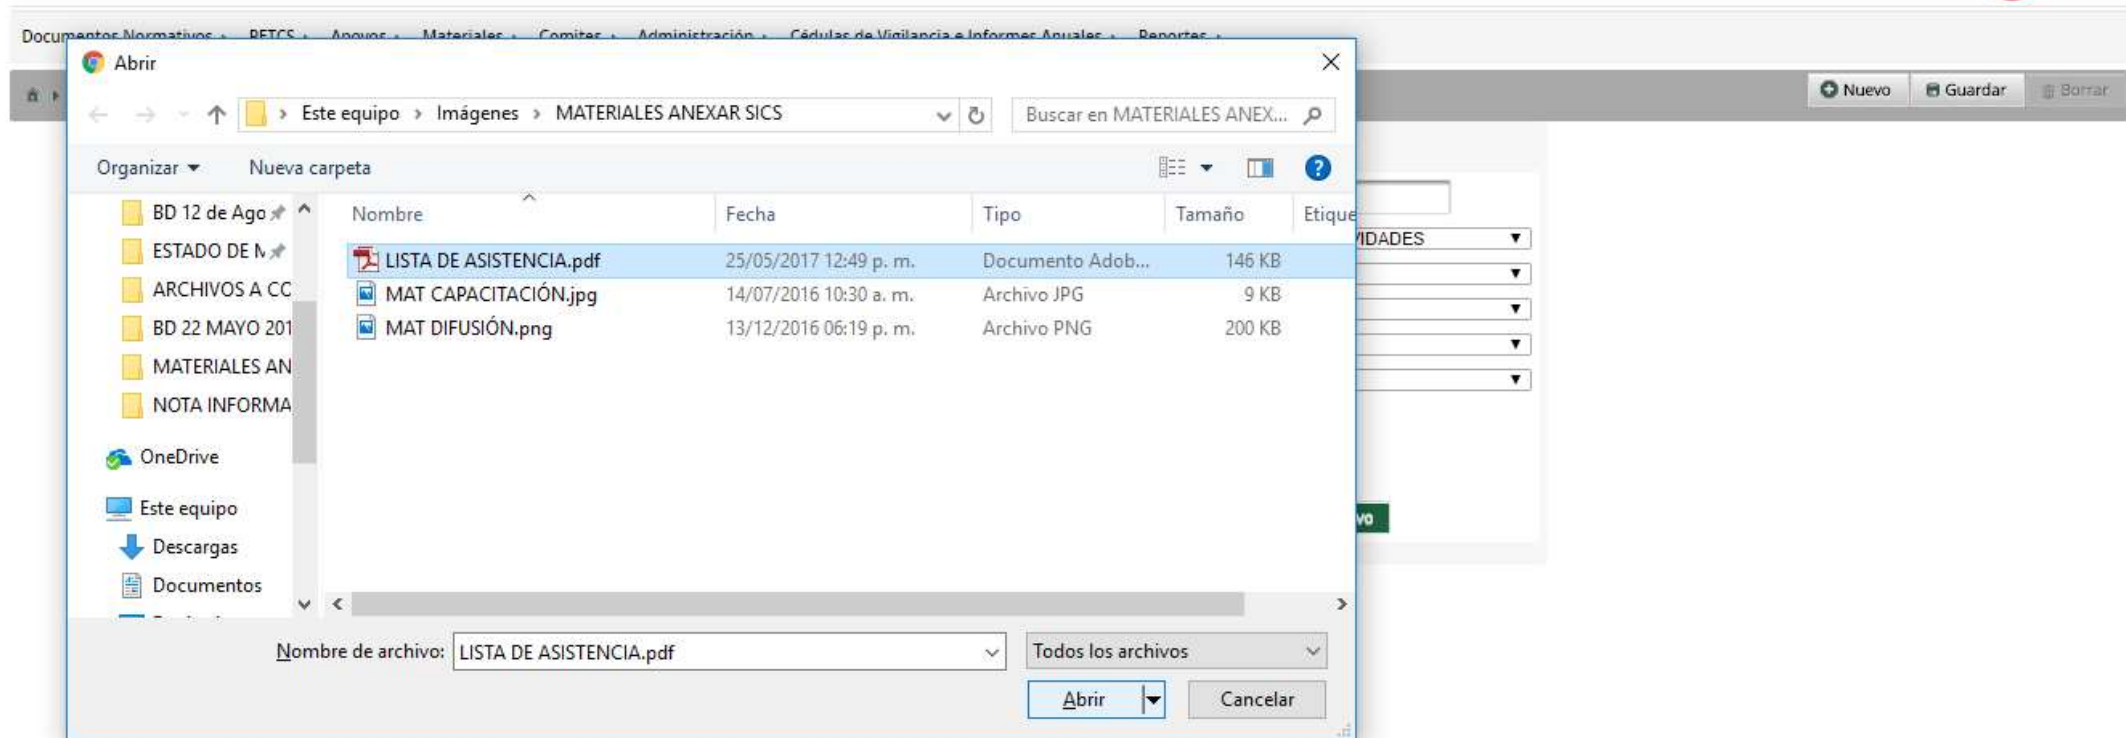 Documentos Normativos RETCS Apoyos Materiales Comites Administración Cédulas de Vigilancia e Informes Anuales Reportes
Abrir
Nuevo Guardar Borrar
Este equipo Imágenes MATERIALES ANEXAR SICS Buscar en MATERIALES ANEX...
Organizar Nueva carpeta
BD 12 de Ago Nombre Fecha Tipo Tamaño Etique
IDADES
ESTADO DE LISTA DE ASISTENCIA.pdf 25/05/2017 12:49 p. m. Documento Adob... 146 KB
ARCHIVOS A CO MAT CAPACITACIÓN.jpg 14/07/2016 10:30 a. m. Archivo JPG 9 KB
BD 22 MAYO 201 MAT DIFUSIÓN.png 13/12/2016 06:19 p. m. Archivo PNG 200 KB
MATERIALES AN
NOTA INFORMA
OneDrive
Este equipo
vo
Descargas
Documentos
Nombre de archivo: LISTA DE ASISTENCIA.pdf Todos los archivos
Abrir Cancelar